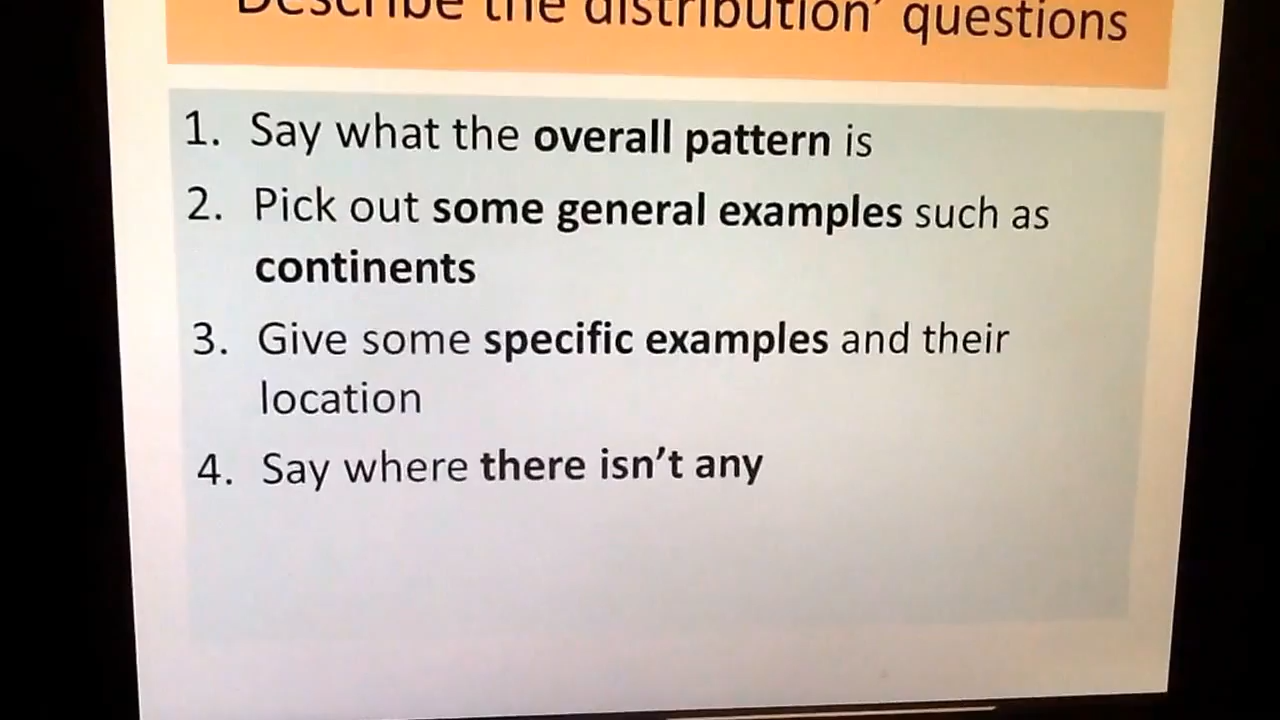 Describe the distribution' questions
1. Say what the overall pattern is
2. Pick out some general examples such as
continents
3. Give some specific examples and their
location
4. Say where there isn't any